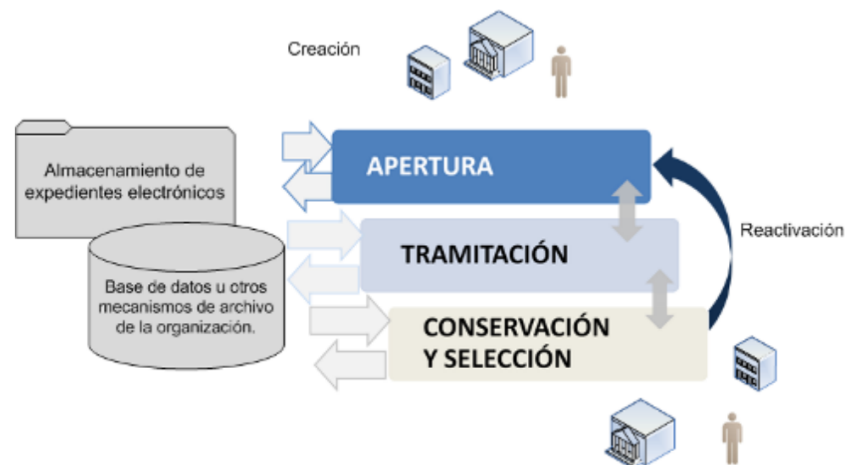 Creación
Almacenamiento de
expedientes electrónicos
APERTURA
TRAMITACIÓN
Reactivación
Base de datos u otros
mecanismos de archivo
de la organización.
CONSERVACIÓN
Y SELECCIÓN